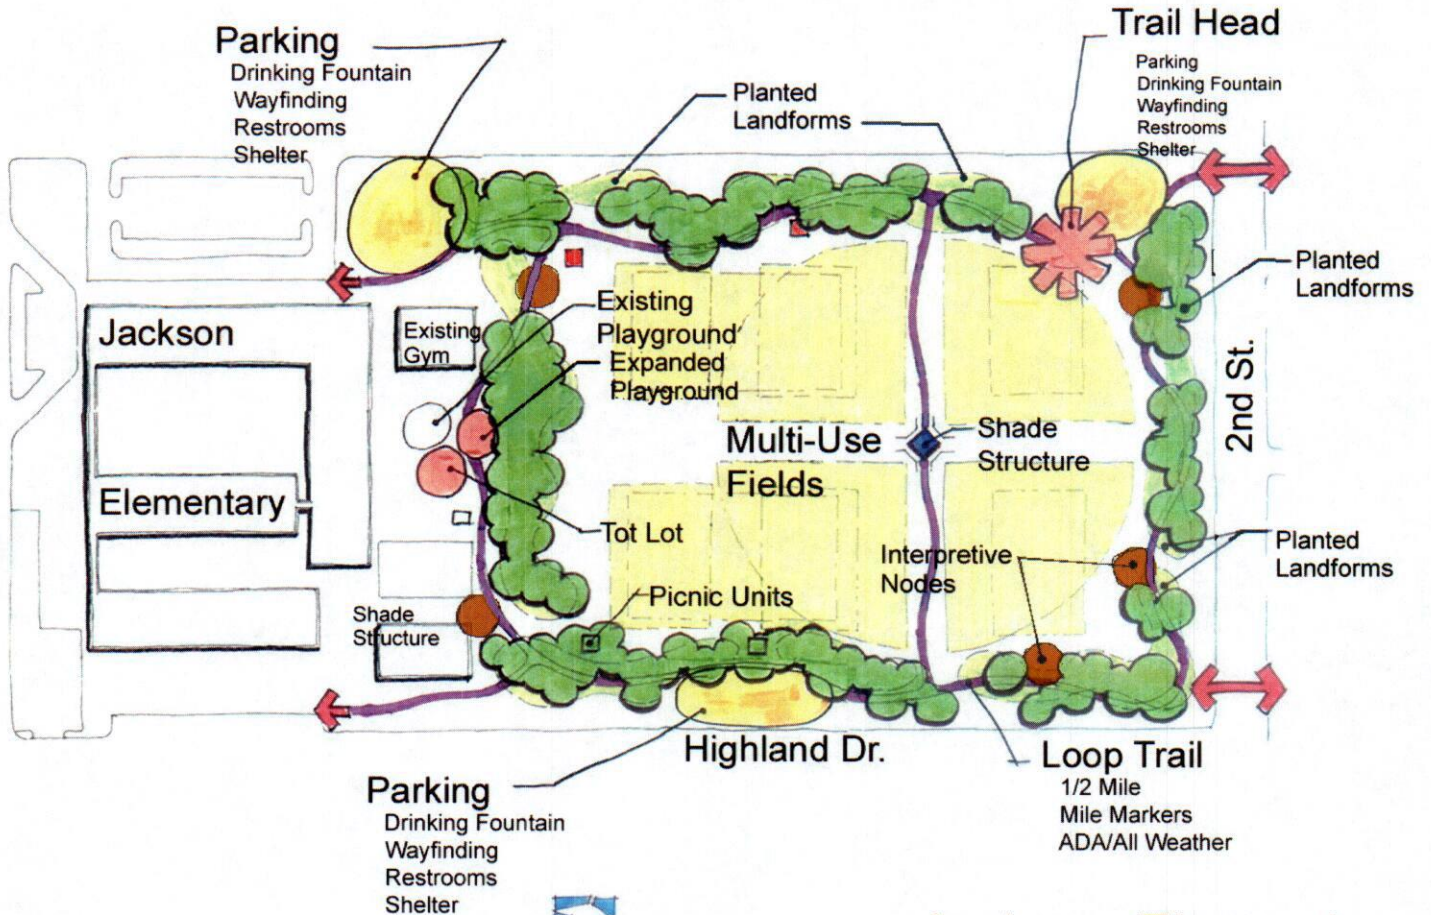 Parking
Drinking Fountain
Wayfinding
Restrooms
Shelter
Planted
Landforms
Trail Head
Parking
Drinking Fountain
Wayfinding
Restrooms
Shelter
Planted
Landforms
Jackson
Elementary
Existing
Gym
Existing
Playground
Expanded
Playground
Multi-Use
Fields
Shade
Structure
2nd St.
Tot Lot
Interpretive
Nodes
Planted
Landforms
Picnic Units
Shade
Structure
Highland Dr.
Loop Trail
1/2 Mile
Mile Markers
ADA/All Weather
Parking
Drinking Fountain
Wayfinding
Restrooms
Shelter